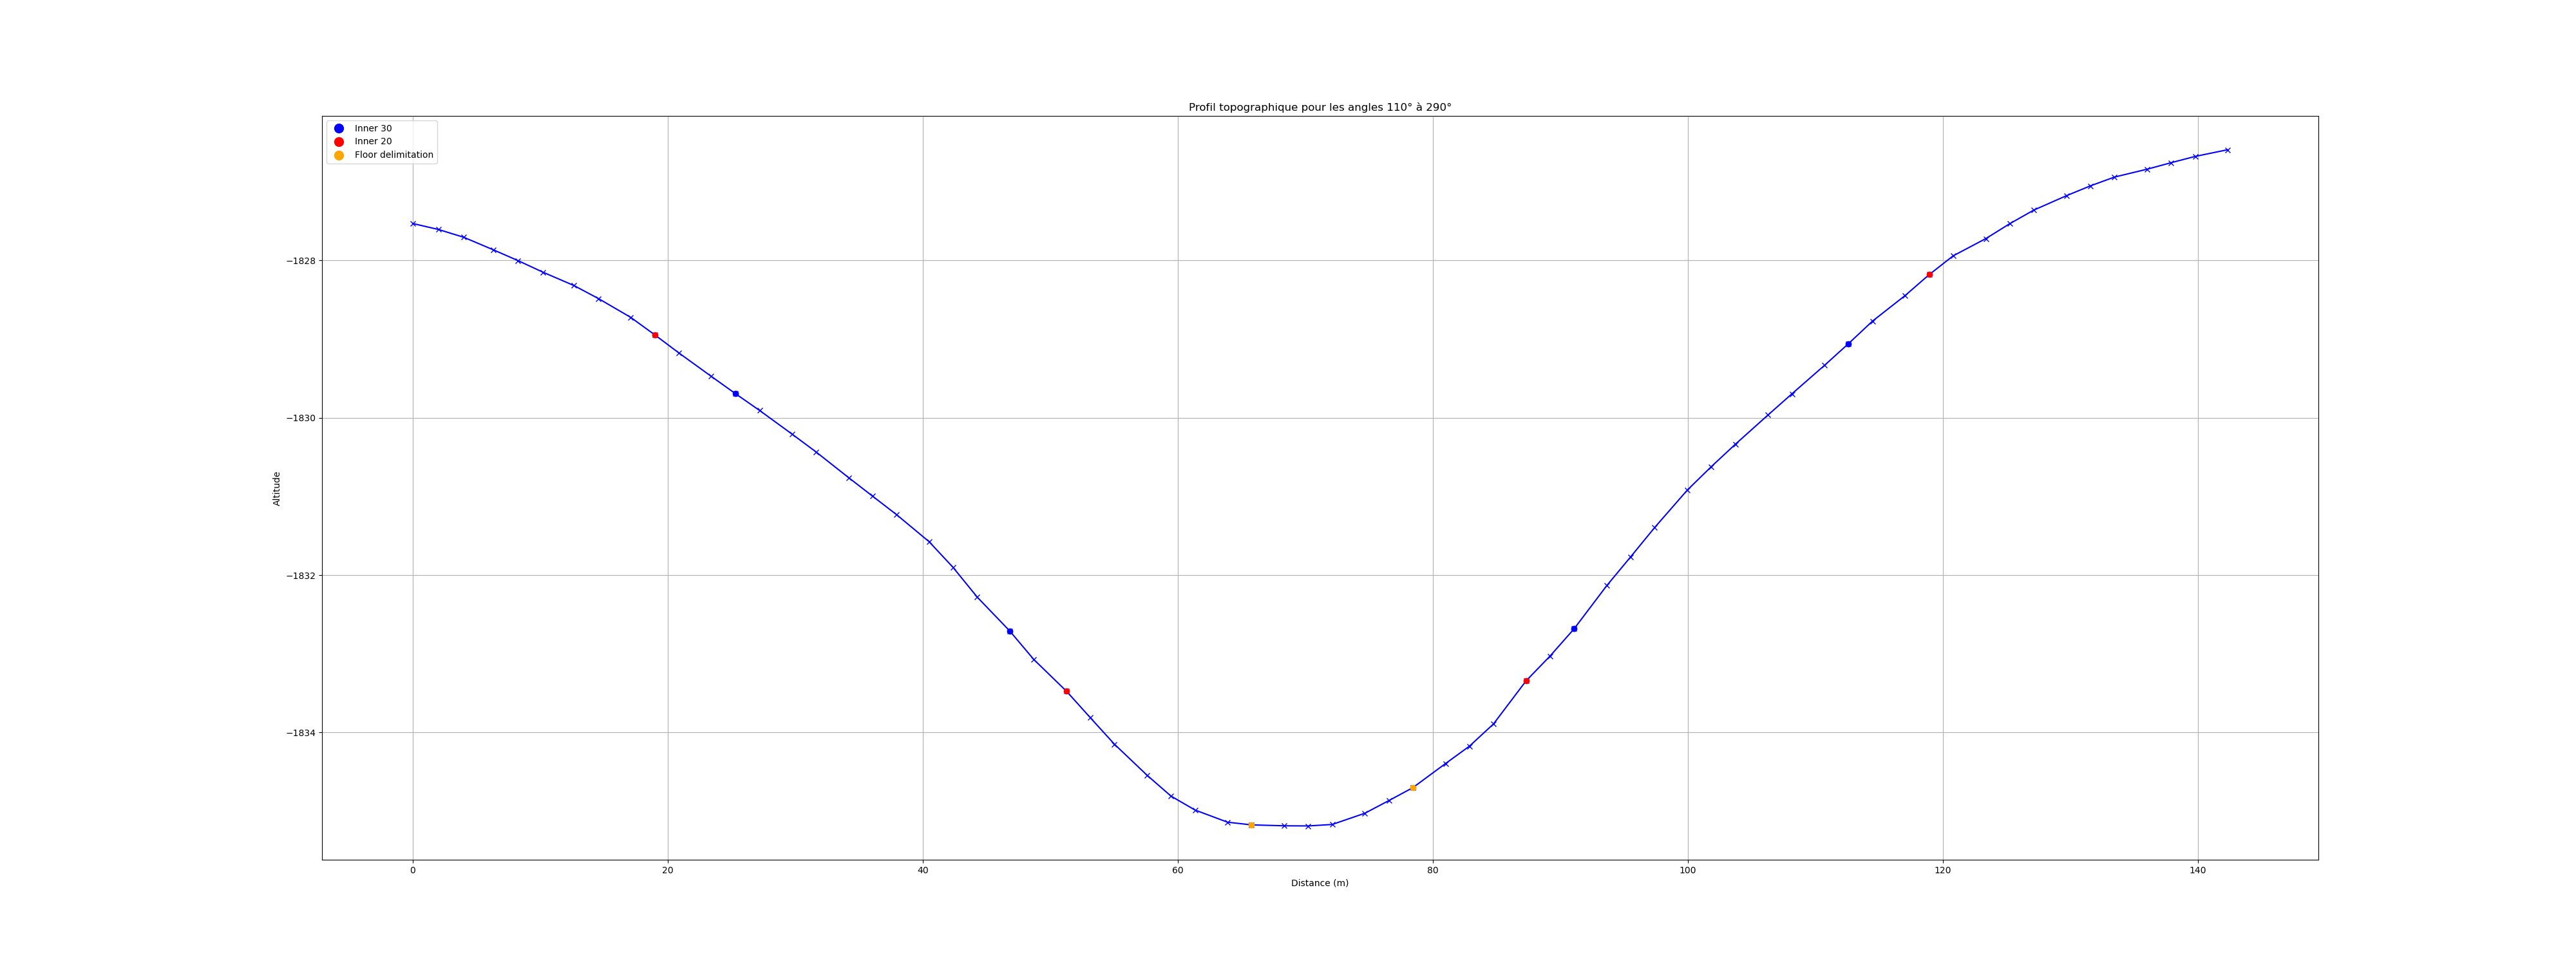 Profil topographique pour les angles 110° à 290°
Inner 30
Inner 20
Floor delimitation
−1828
−1830
−1832
−1834
Altitude
0 20 40 60 80 100 120 140
Distance (m)